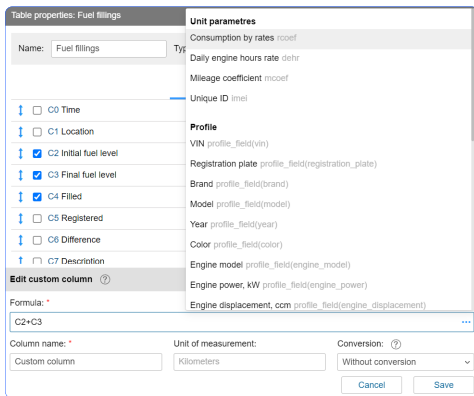 Table properties: Fuel fillings
Name: Fuel fillings
C0 Time
C1 Location
C2 Initial fuel level
C3 Final fuel level
C4 Filled
C5 Registered
C6 Difference
C7 Description
Unit parametres
Consumption by rates rcoef
Daily engine hours rate dehr
Mileage coefficient mcoef
Unique ID imei
Profile
VIN profile_field(vin)
Registration plate profile_field(registration_plate)
Brand profile_field(brand)
Model profile_field(model)
Year profile_field(year)
Color profile_field(color)
Engine model profile_field(engine_model)
Engine power, kW profile_field(engine_power)
Engine displacement, ccm profile_field(engine_displacement)
Edit custom column ?
Formula: *
C2+C3 ...
Column name: * Unit of measurement: Conversion: ?
Custom column Kilometers Without conversion
Cancel Save